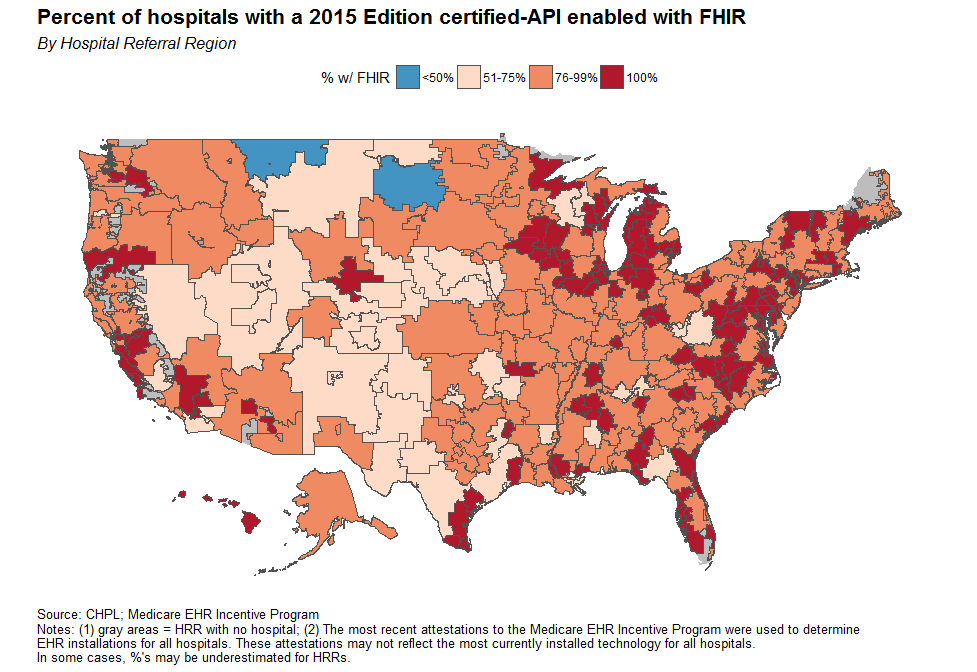 Percent of hospitals with a 2015 Edition certified-API enabled with FHIR
By Hospital Referral Region
% w/ FHIR <50% 51-75% 76-99% 100%
Source: CHPL; Medicare EHR Incentive Program
Notes: (1) gray areas = HRR with no hospital; (2) The most recent attestations to the Medicare EHR Incentive Program were used to determine
EHR installations for all hospitals. These attestations may not reflect the most currently installed technology for all hospitals.
In some cases, %'s may be underestimated for HRRs.